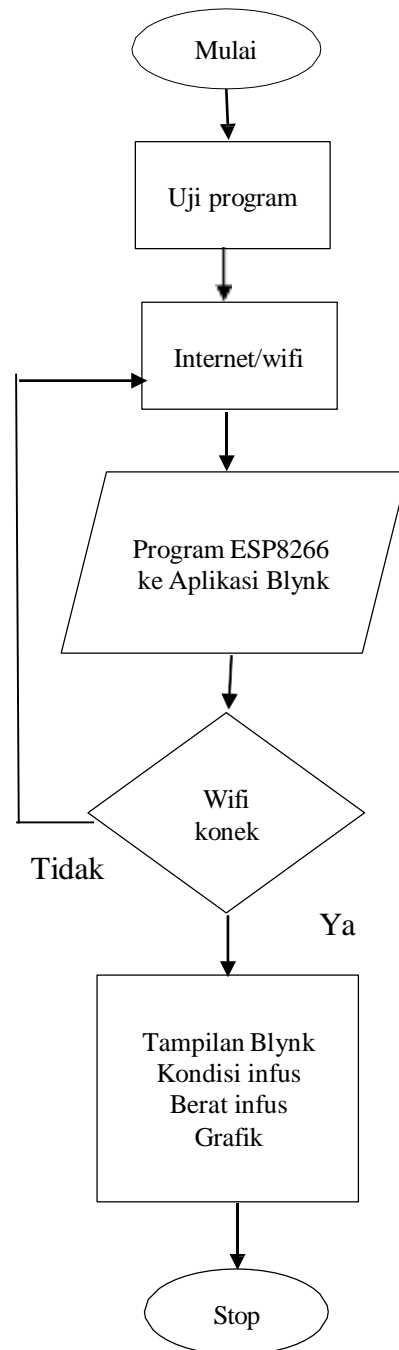 Mulai
Uji program
Internet/wifi
Program ESP8266
ke Aplikasi Blynk
Wifi
konek
Tidak
Ya
Tampilan Blynk
Kondisi infus
Berat infus
Grafik
Stop